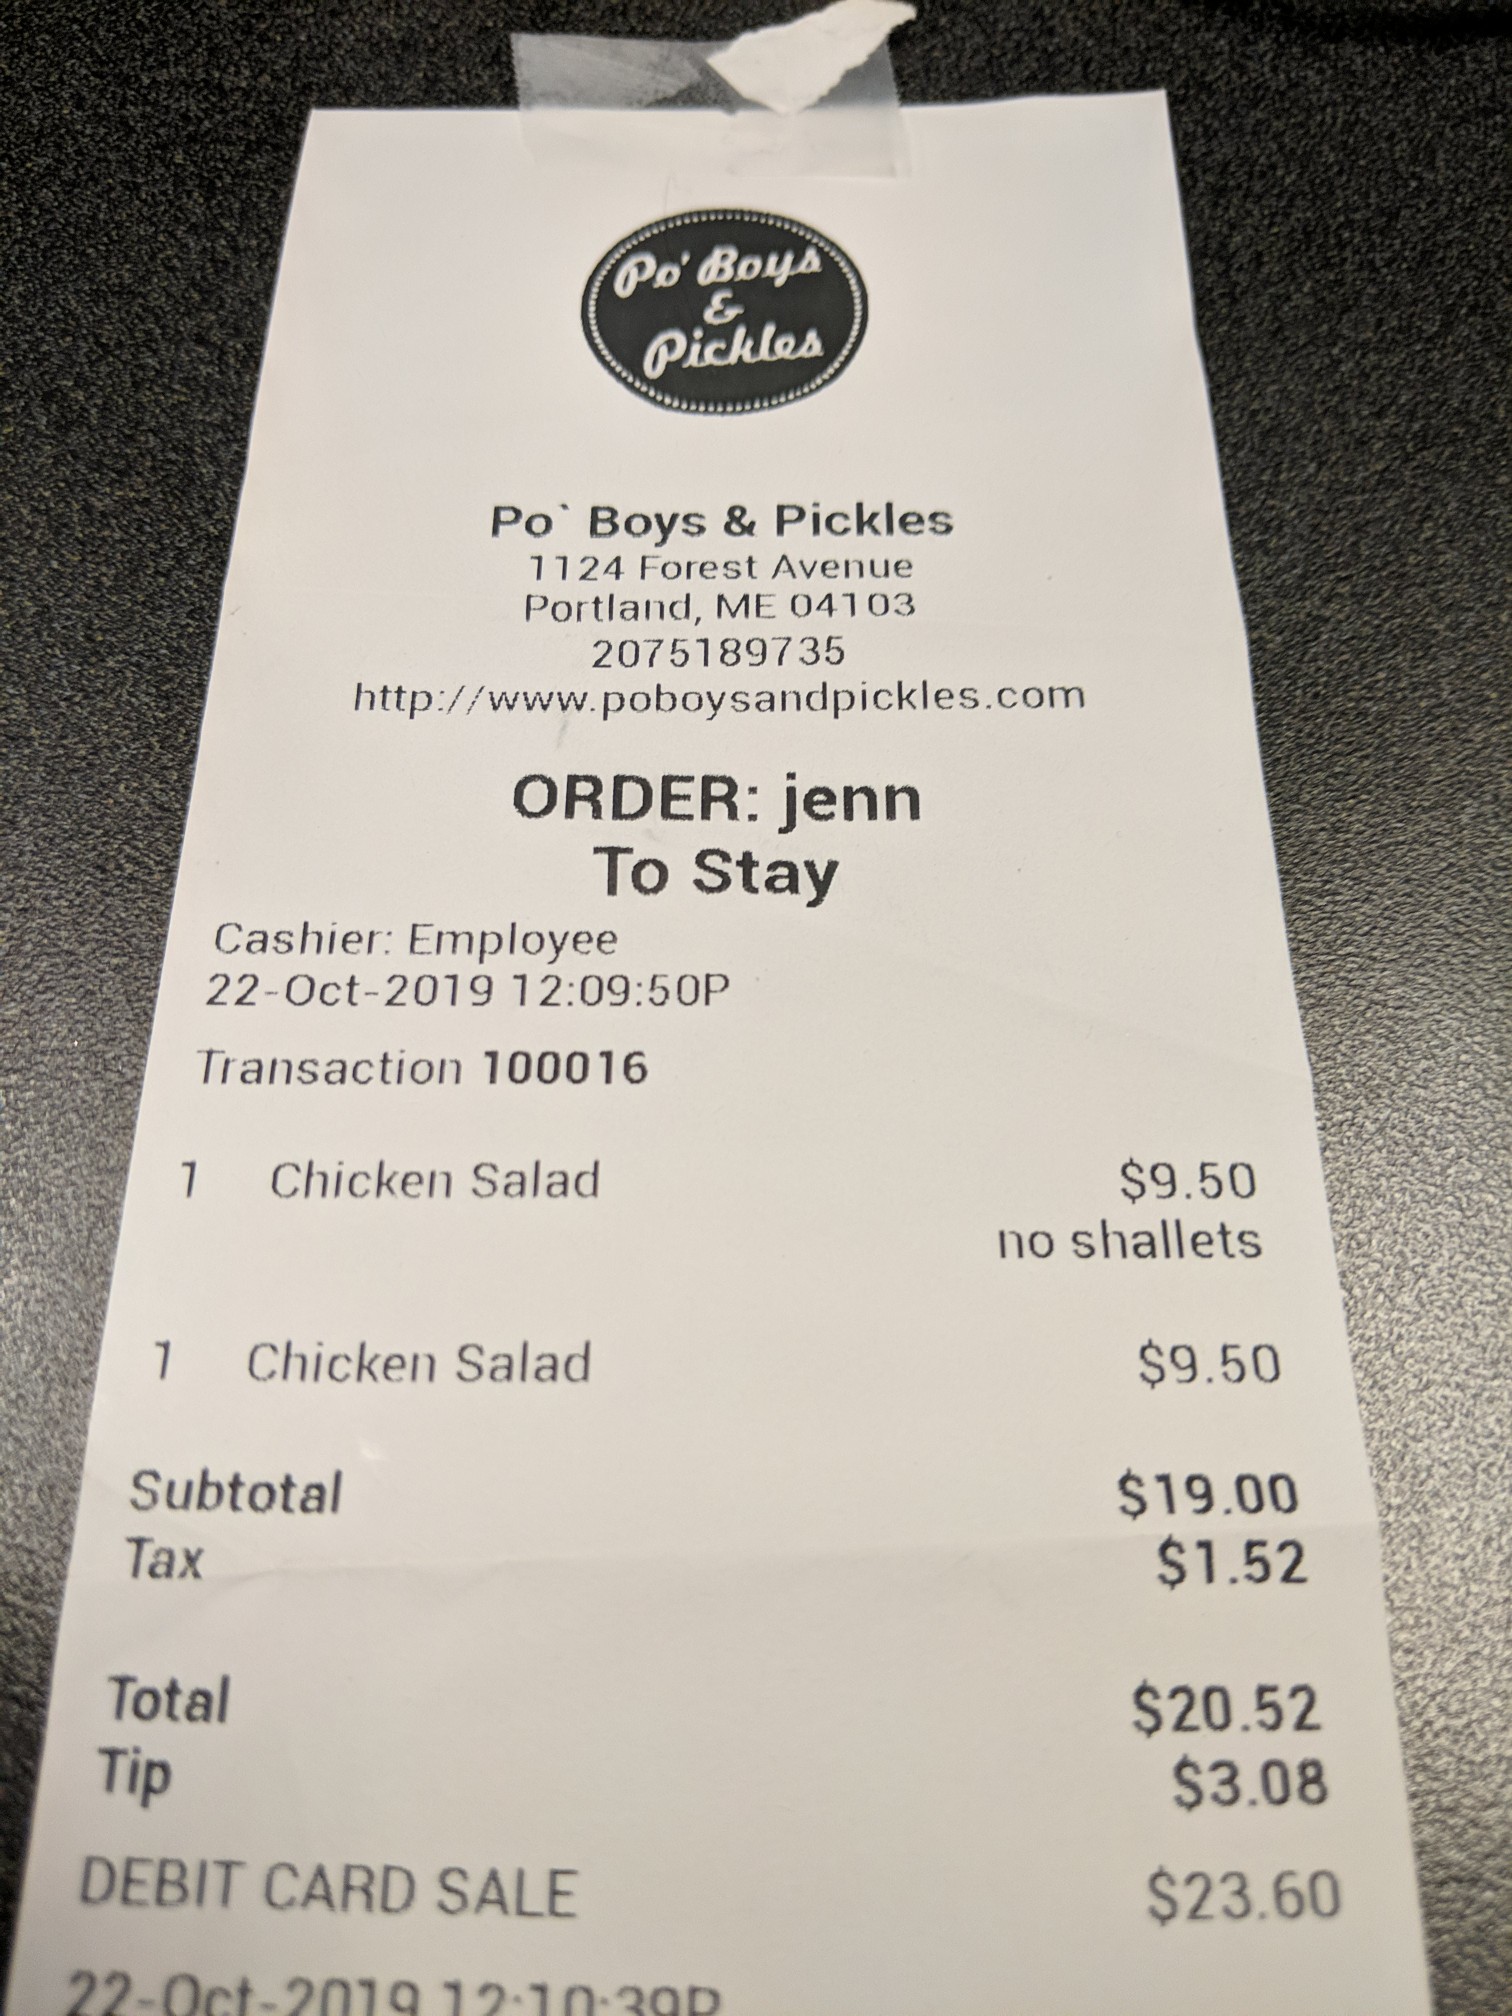 Po' Boys
&
Pickles
Po` Boys & Pickles
1124 Forest Avenue
Portland, ME 04103
2075189735
http://www.poboysandpickles.com
ORDER: jenn
To Stay
Cashier: Employee
22-Oct-2019 12:09:50P
Transaction 100016
1 Chicken Salad $9.50
no shallets
1 Chicken Salad $9.50
Subtotal $19.00
Tax $1.52
Total $20.52
Tip $3.08
DEBIT CARD SALE $23.60
22-Oct-2019 12:10:39P